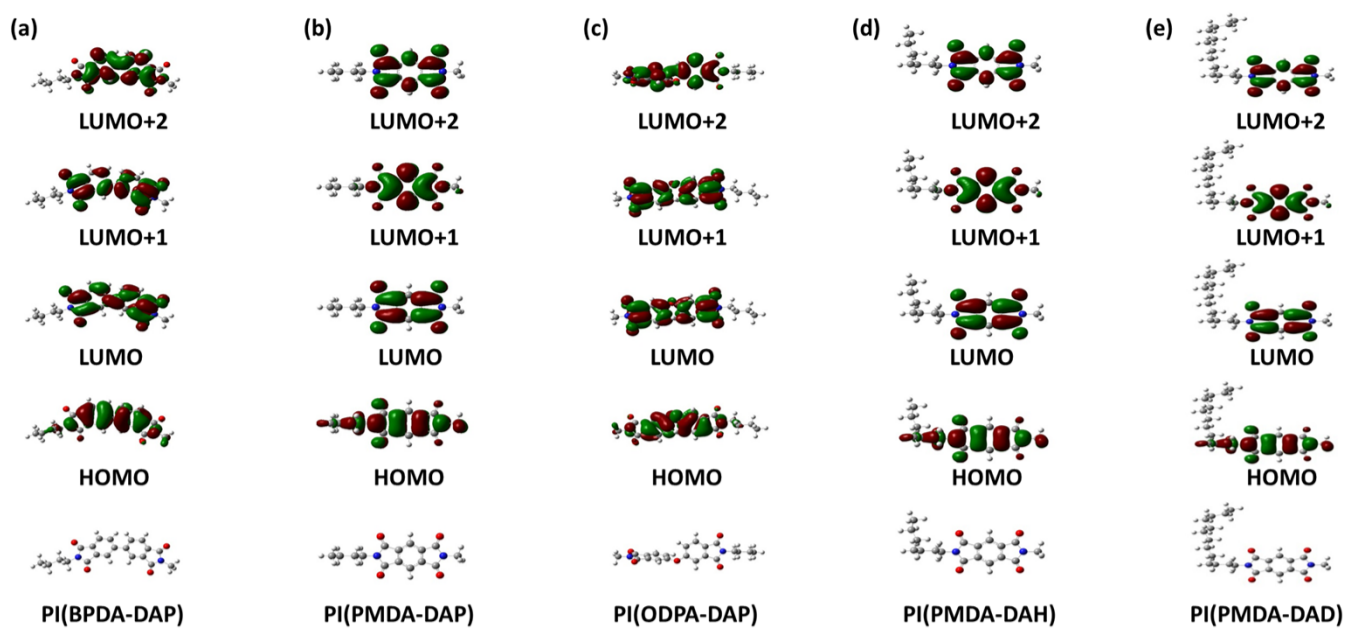 (a) (b) (c) (d) (e)
LUMO+2 LUMO+2 LUMO+2 LUMO+2 LUMO+2
LUMO+1 LUMO+1 LUMO+1 LUMO+1 LUMO+1
LUMO LUMO LUMO LUMO LUMO
HOMO HOMO HOMO HOMO HOMO
PI(BPDA-DAP) PI(PMDA-DAP) PI(ODPA-DAP) PI(PMDA-DAH) PI(PMDA-DAD)